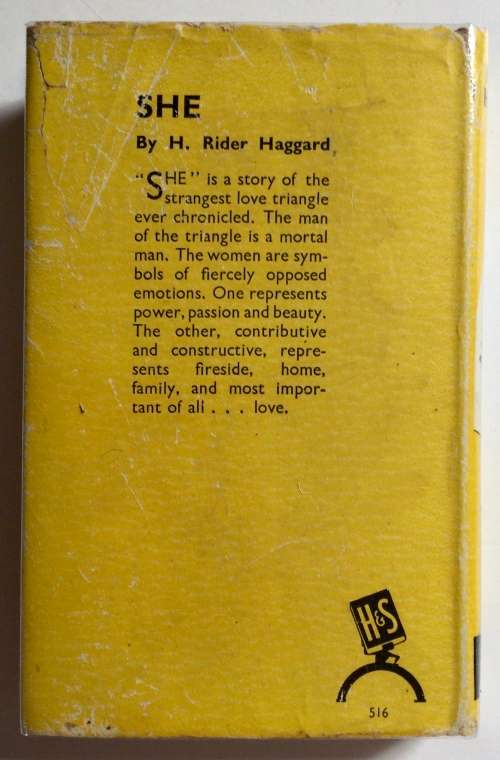 SHE
By H. Rider Haggard
"SHE" is a story of the
strangest love triangle
ever chronicled. The man
of the triangle is a mortal
man. The women are sym-
bols of fiercely opposed
emotions. One represents
power, passion and beauty.
The other, contributive
and constructive, repre-
sents fireside, home,
family, and most impor-
tant of all . . . love.
H&S
516